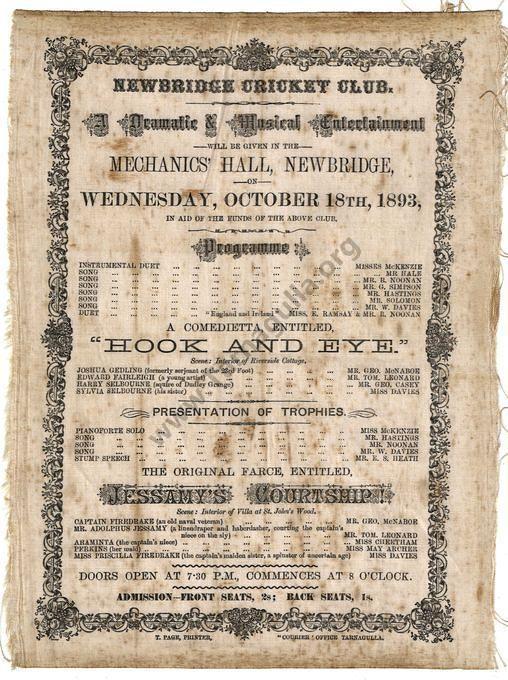 NEWBRIDGE CRICKET CLUB.
A Dramatic & Musical Entertainment
WILL BE GIVEN IN THE
MECHANICS' HALL, NEWBRIDGE,
ON
WEDNESDAY, OCTOBER 18TH, 1893,
IN AID OF THE FUNDS OF THE ABOVE CLUB.
Programme:
INSTRUMENTAL DUET MISSES McKENZIE
SONG MR HALE
SONG MR. R. NOONAN
SONG MR. G. SIMPSON
SONG MR. HASTINGS
SONG MR. SOLOMON
SONG MR. W. DAVIES
DUET "England and Ireland" MISS. E. RAMSAY & MR. R. NOONAN
A COMEDIETTA, ENTITLED,
"HOOK AND EYE."
Scene: Interior of Riverside Cottage.
JOSHUA GEDLING (formerly serjeant of the 22rd Foot) MR. GEO. McNABOE
EDWARD FAIRLEIGH (a young artist) MR. TOM. LEONARD
HARRY SELBOURNE (squire of Dudley Grange) MR. GEO. CASEY
SYLVIA SELBOURNE (his sister) MISS DAVIES
PRESENTATION OF TROPHIES.
PIANOFORTE SOLO MISS McKENZIE
SONG MR. HASTINGS
SONG MR. NOONAN
SONG MR. W. DAVIES
STUMP SPEECH MR. E. S. HEATH
THE ORIGINAL FARCE, ENTITLED,
JESSAMY'S COURTSHIP!
Scene: Interior of Villa at St. John's Wood.
CAPTAIN FIREDRAKE (an old naval veteran) MR. GEO. McNABOE
MR. ADOLPHUS JESSAMY (a linendraper and haberdasher, courting the captain's
niece on the sly) MR. TOM LEONARD
ARAMINTA (the captain's niece) MISS CHEETHAM
PERKINS (her maid) MISS MAY ARCHER
MISS PRISCILLA FIREDRAKE (the captain's maiden sister, a spinster of uncertain age) MISS DAVIES
DOORS OPEN AT 7·30 P.M., COMMENCES AT 8 O'CLOCK.
ADMISSION—FRONT SEATS, 2s; BACK SEATS, 1s.
T. PAGE, PRINTER, "COURIER" OFFICE TARNAGULLA.